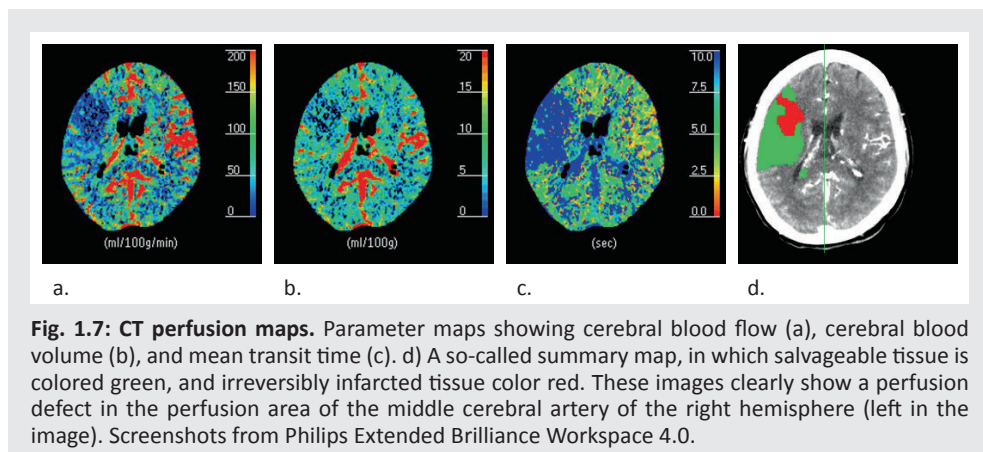 200
150
100
50
0
(ml/100g/min)
20
15
10
5
0
(ml/100g)
10.0
7.5
5.0
2.5
0.0
(sec)
a.
b.
c.
d.
Fig. 1.7: CT perfusion maps. Parameter maps showing cerebral blood flow (a), cerebral blood
volume (b), and mean transit time (c). d) A so-called summary map, in which salvageable tissue is
colored green, and irreversibly infarcted tissue color red. These images clearly show a perfusion
defect in the perfusion area of the middle cerebral artery of the right hemisphere (left in the
image). Screenshots from Philips Extended Brilliance Workspace 4.0.